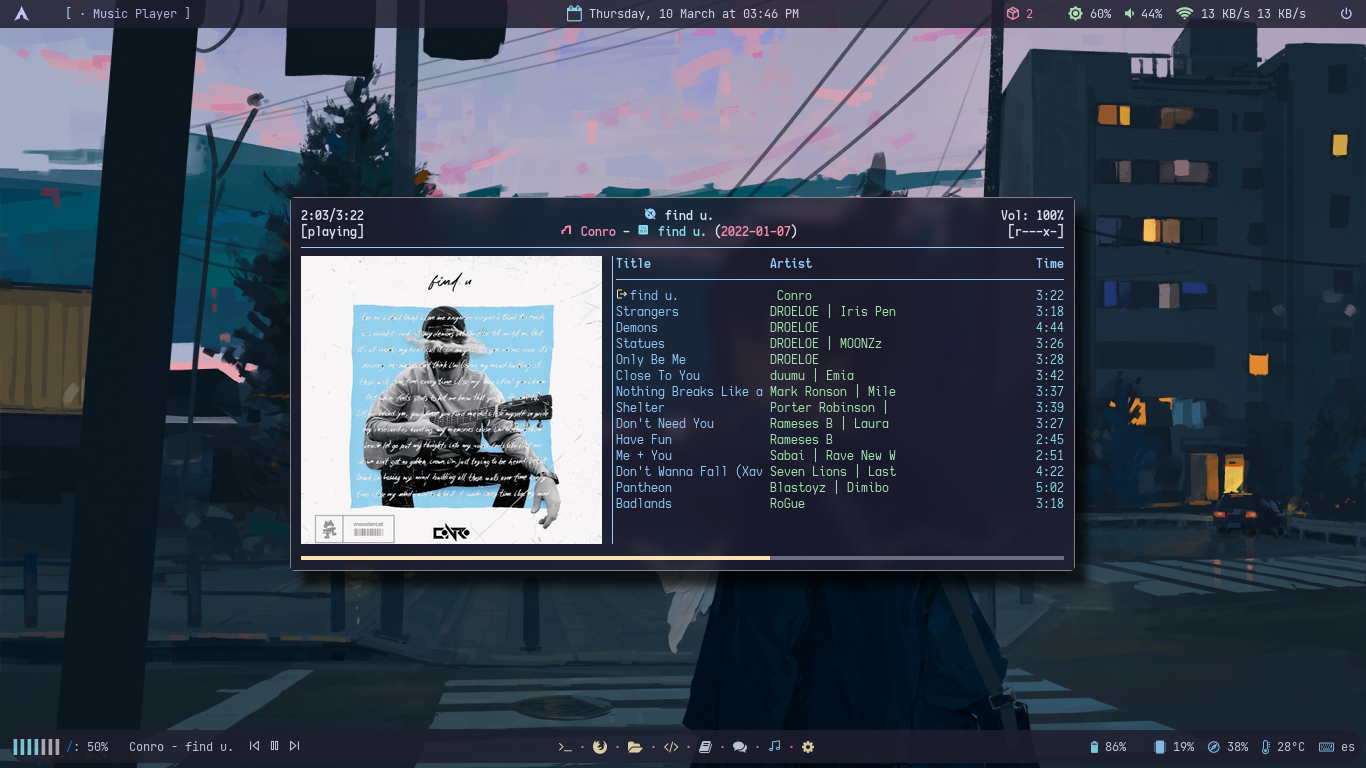 [ · Music Player ]
Thursday, 10 March at 03:46 PM
2
60%
44%
13 KB/s 13 KB/s
2:03/3:22
find u.
Vol: 100%
[playing]
Conro – find u. (2022-01-07)
[r---x-]
find u
monstercat
CONRO
Title Artist Time
find u. Conro 3:22
Strangers DROELOE | Iris Pen 3:18
Demons DROELOE 4:44
Statues DROELOE | MOONZz 3:26
Only Be Me DROELOE 3:28
Close To You duumu | Emia 3:42
Nothing Breaks Like a Mark Ronson | Mile 3:37
Shelter Porter Robinson | 3:39
Don't Need You Rameses B | Laura 3:27
Have Fun Rameses B 2:45
Me + You Sabai | Rave New W 2:51
Don't Wanna Fall (Xav Seven Lions | Last 4:22
Pantheon Blastoyz | Dimibo 5:02
Badlands RoGue 3:18
/: 50%
Conro - find u.
86%
19%
38%
28°C
es